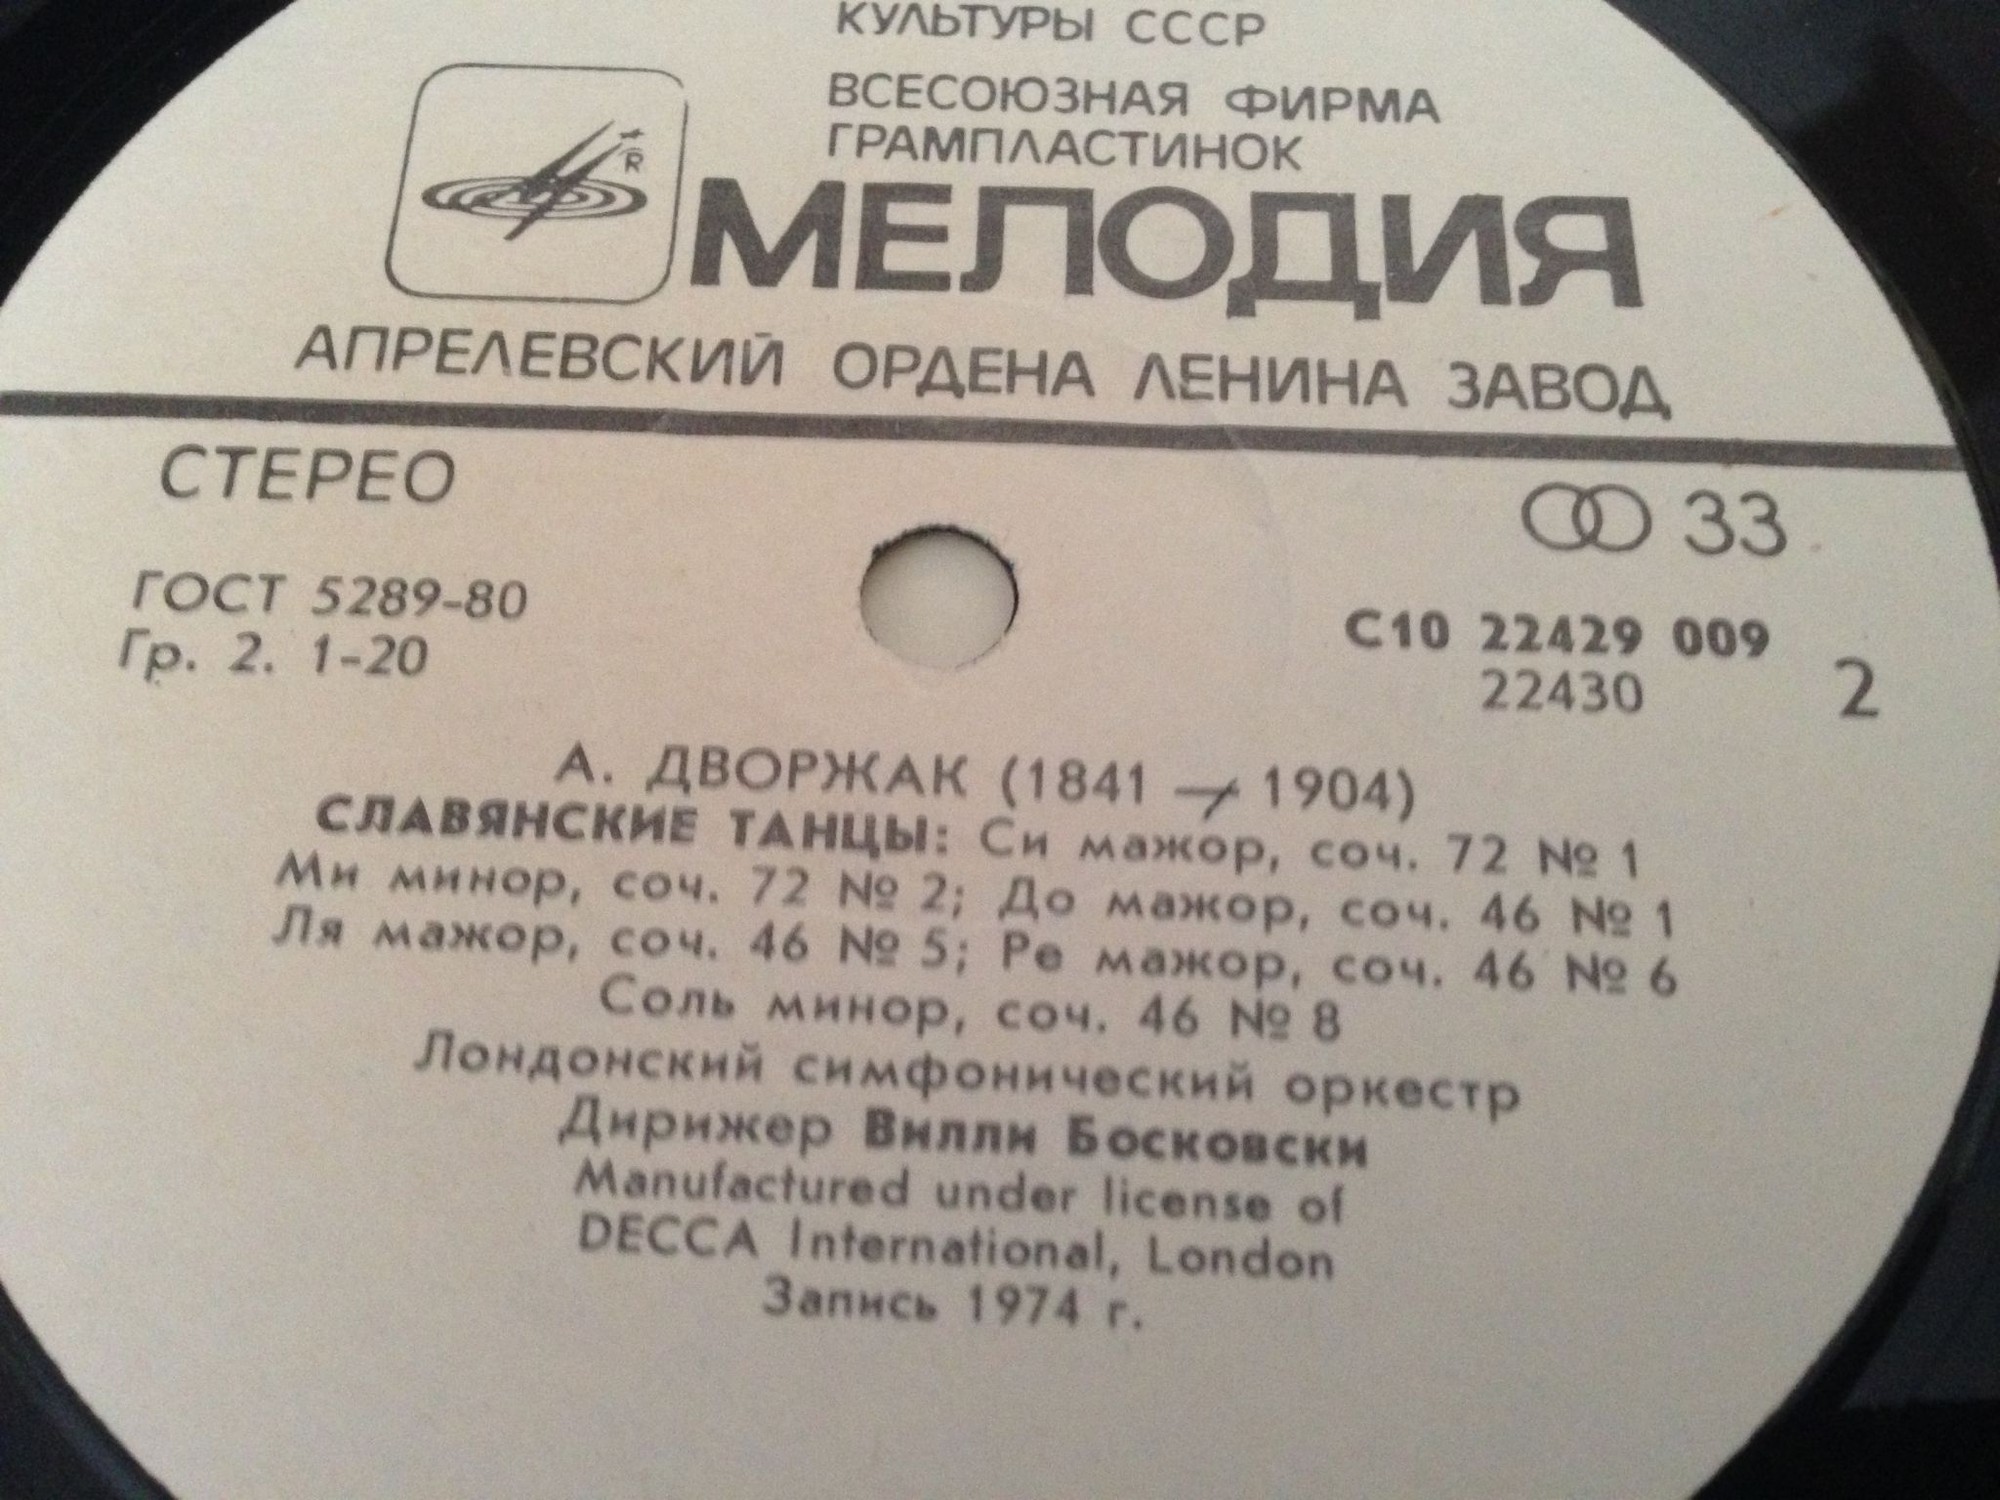 КУЛЬТУРЫ СССР
ВСЕСОЮЗНАЯ ФИРМА
ГРАМПЛАСТИНОК
R
МЕЛОДИЯ
АПРЕЛЕВСКИЙ ОРДЕНА ЛЕНИНА ЗАВОД
СТЕРЕО
33
ГОСТ 5289-80
Гр. 2. 1-20
С10 22429 009
22430
2
А. ДВОРЖАК (1841 — 1904)
СЛАВЯНСКИЕ ТАНЦЫ: Си мажор, соч. 72 № 1
Ми минор, соч. 72 № 2; До мажор, соч. 46 № 1
Ля мажор, соч. 46 № 5; Ре мажор, соч. 46 № 6
Соль минор, соч. 46 № 8
Лондонский симфонический оркестр
Дирижер Вилли Босковски
Manufactured under license of
DECCA International, London
Запись 1974 г.